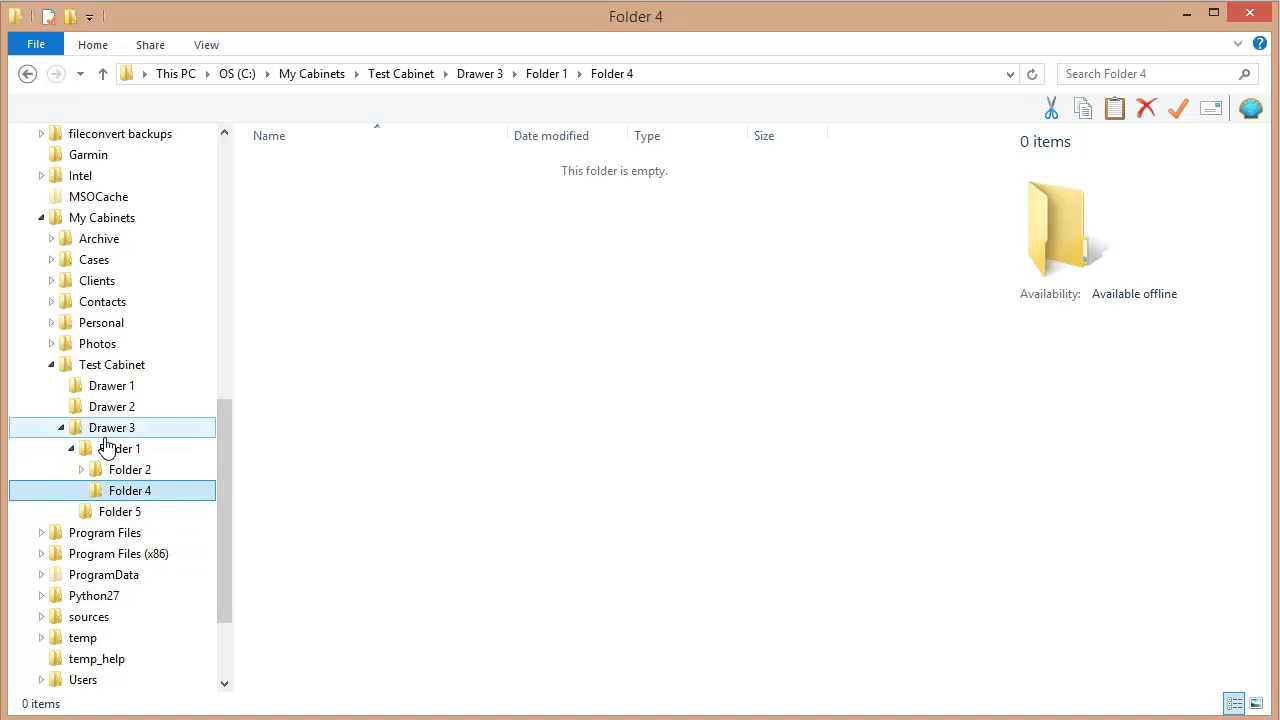 Folder 4
File Home Share View
This PC OS (C:) My Cabinets Test Cabinet Drawer 3 Folder 1 Folder 4
Search Folder 4
Name Date modified Type Size
This folder is empty.
0 items
Availability: Available offline
fileconvert backups
Garmin
Intel
MSOCache
My Cabinets
Archive
Cases
Clients
Contacts
Personal
Photos
Test Cabinet
Drawer 1
Drawer 2
Drawer 3
1
Folder 2
Folder 4
Folder 5
Program Files
Program Files (x86)
ProgramData
Python27
sources
temp
temp_help
Users
0 items